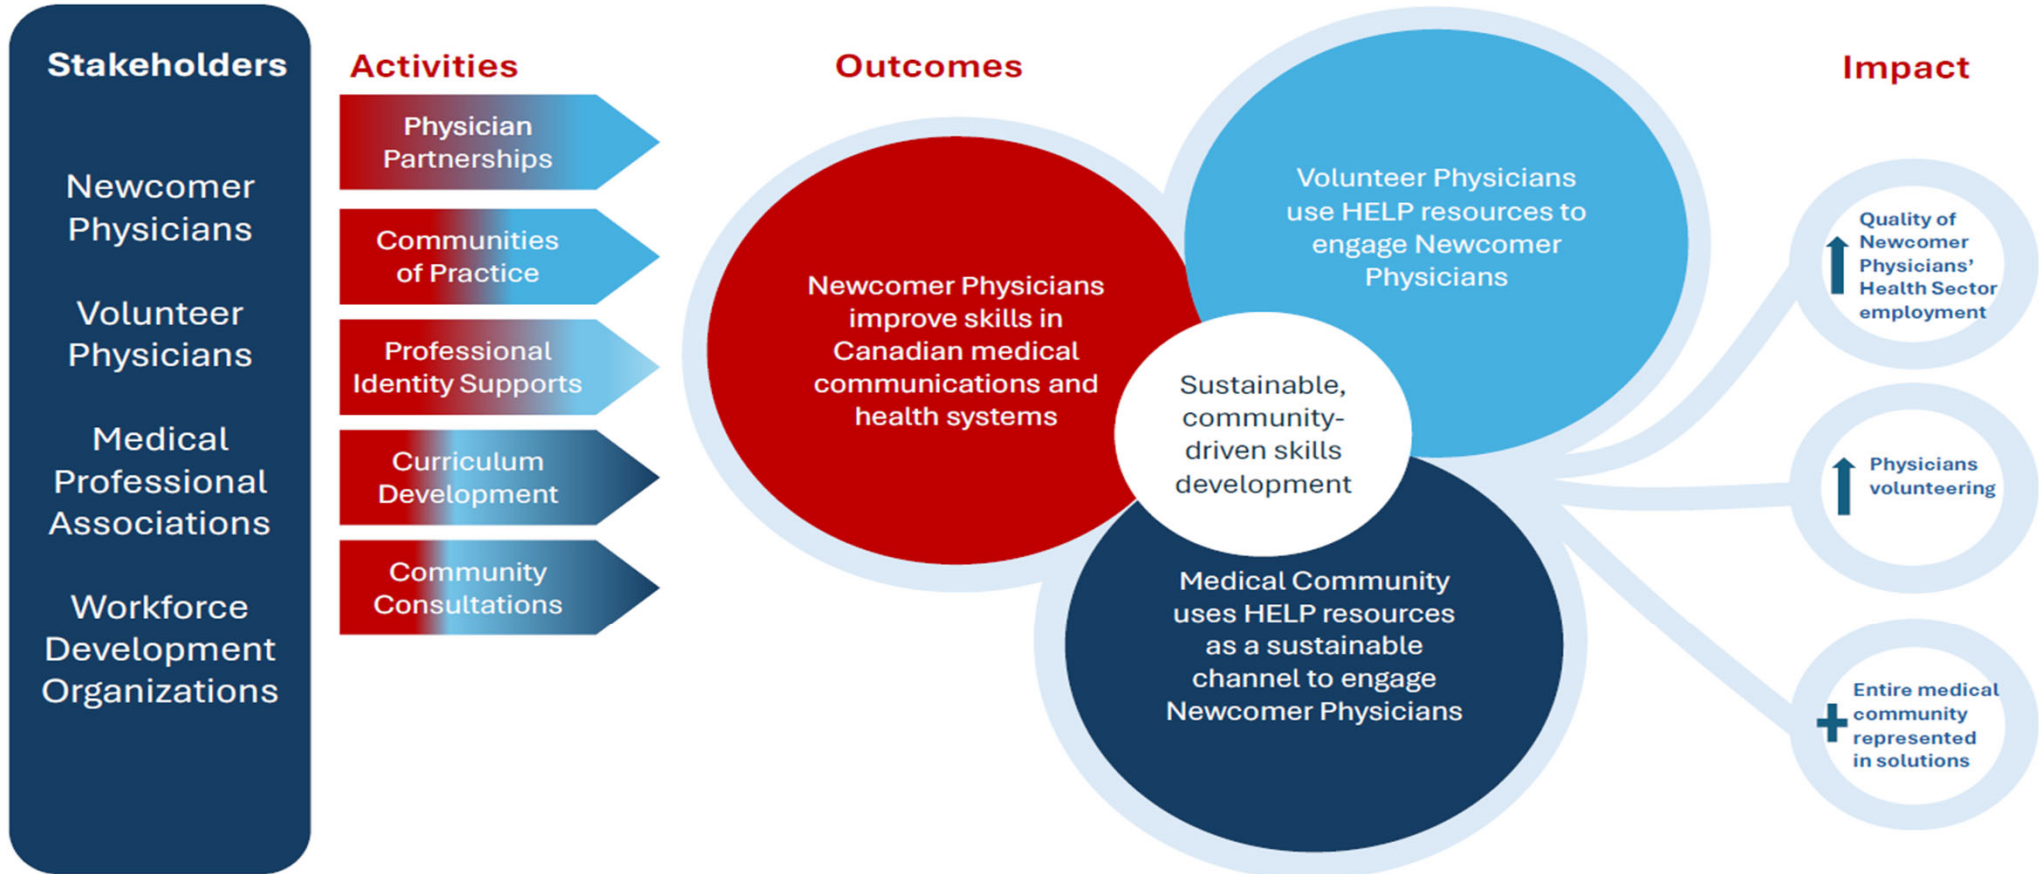 Stakeholders
Newcomer
Physicians
Volunteer
Physicians
Medical
Professional
Associations
Workforce
Development
Organizations
Activities
Physician
Partnerships
Communities
of Practice
Professional
Identity Supports
Curriculum
Development
Community
Consultations
Outcomes
Newcomer Physicians
improve skills in
Canadian medical
communications and
health systems
Volunteer Physicians
use HELP resources to
engage Newcomer
Physicians
Sustainable,
community-
driven skills
development
Medical Community
uses HELP resources
as a sustainable
channel to engage
Newcomer Physicians
Impact
Quality of
Newcomer
Physicians’
Health Sector
employment
Physicians
volunteering
Entire medical
community
represented
in solutions